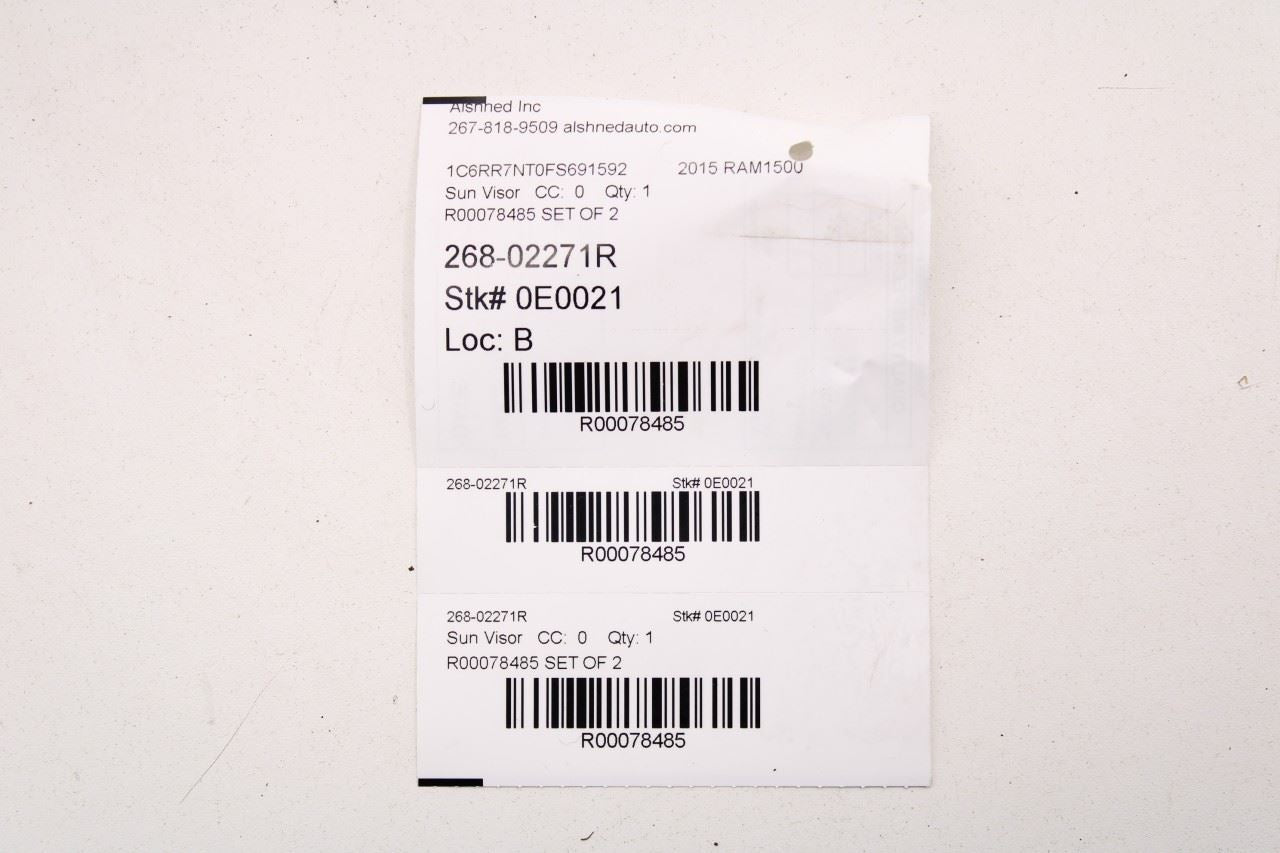 Alshned Inc
267-818-9509 alshnedauto.com
1C6RR7NT0FS691592 2015 RAM1500
Sun Visor CC: 0 Qty: 1
R00078485 SET OF 2
268-02271R
Stk# 0E0021
Loc: B
R00078485
268-02271R Stk# 0E0021
R00078485
268-02271R Stk# 0E0021
Sun Visor CC: 0 Qty: 1
R00078485 SET OF 2
R00078485